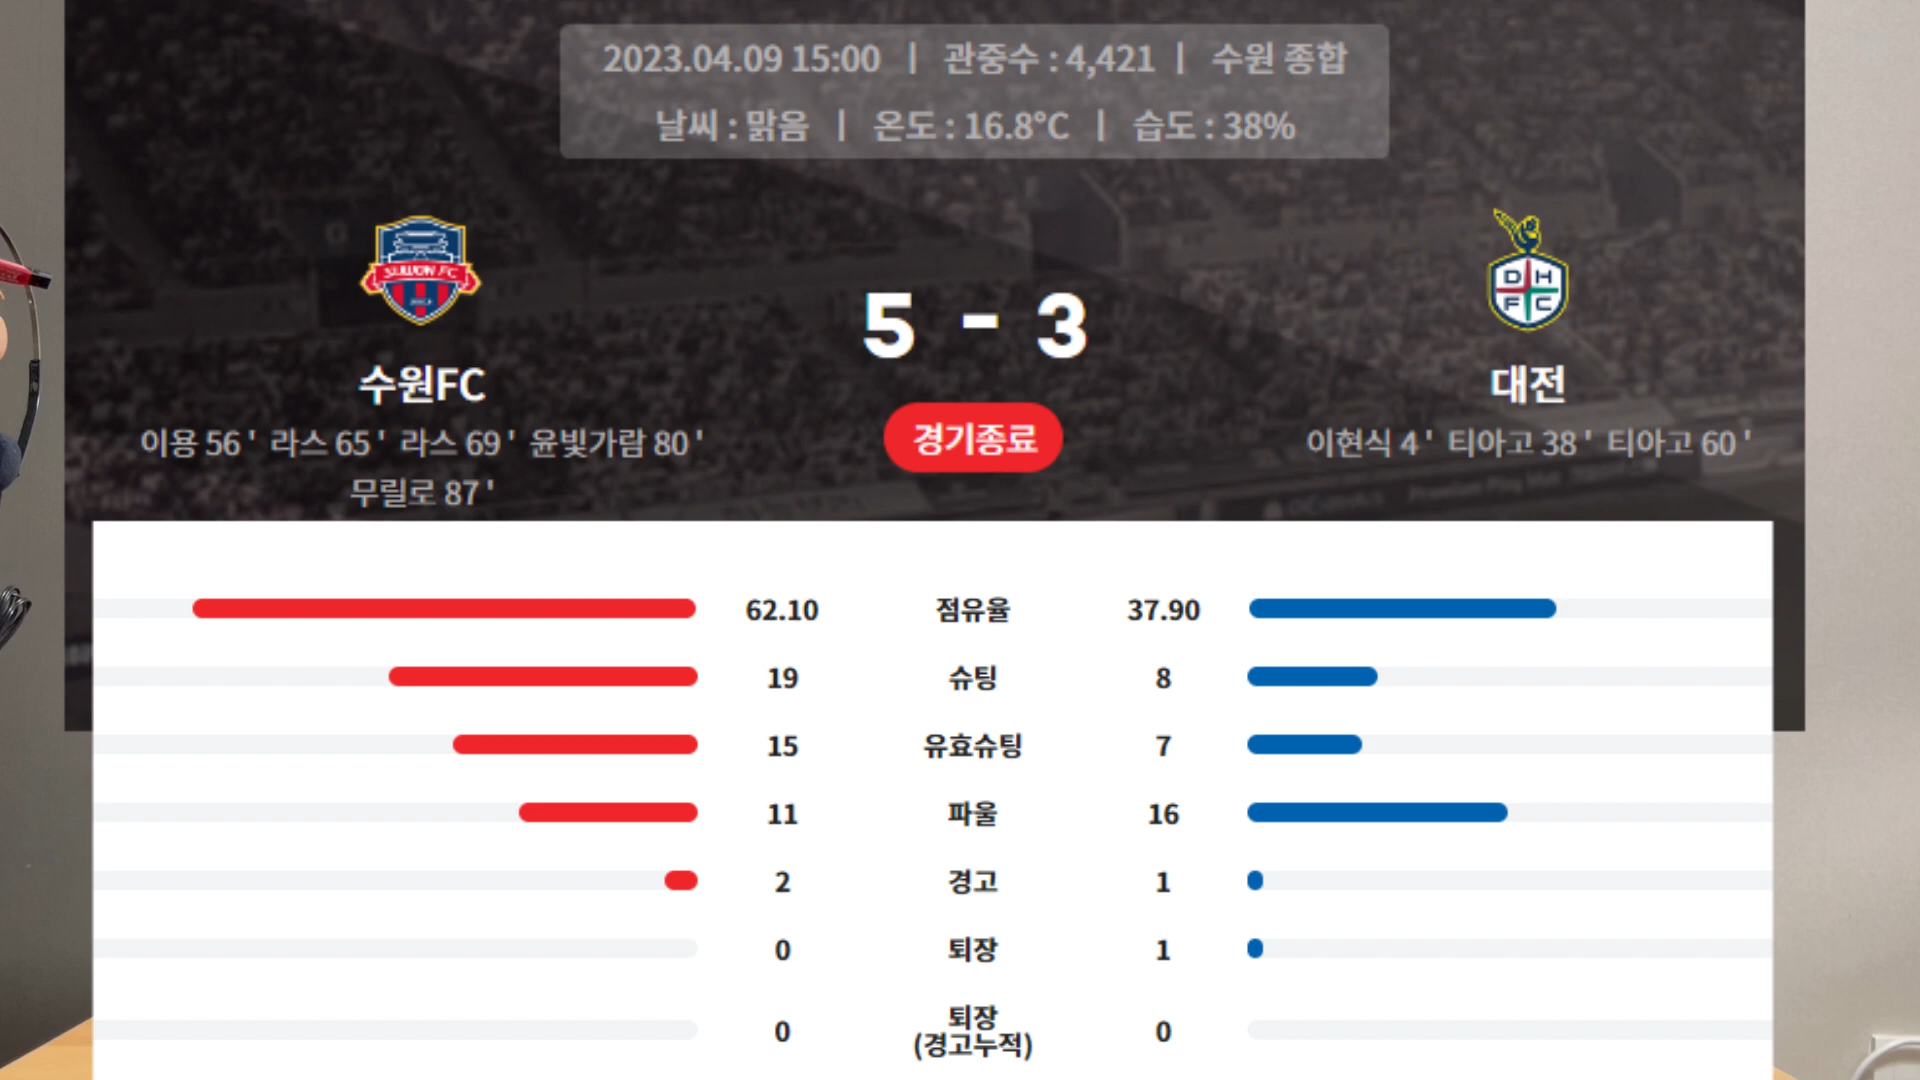 2023.04.09 15:00 | 관중수 : 4,421 | 수원 종합
날씨 : 맑음 | 온도 : 16.8°C | 습도 : 38%
SUWON FC
D H
F C
5 - 3
수원FC
대전
이용 56 ' 라스 65 ' 라스 69 ' 윤빛가람 80 '
무릴로 87 '
경기종료
이현식 4 ' 티아고 38 ' 티아고 60 '
62.10 점유율 37.90
19 슈팅 8
15 유효슈팅 7
11 파울 16
2 경고 1
0 퇴장 1
0 퇴장 0
(경고누적)